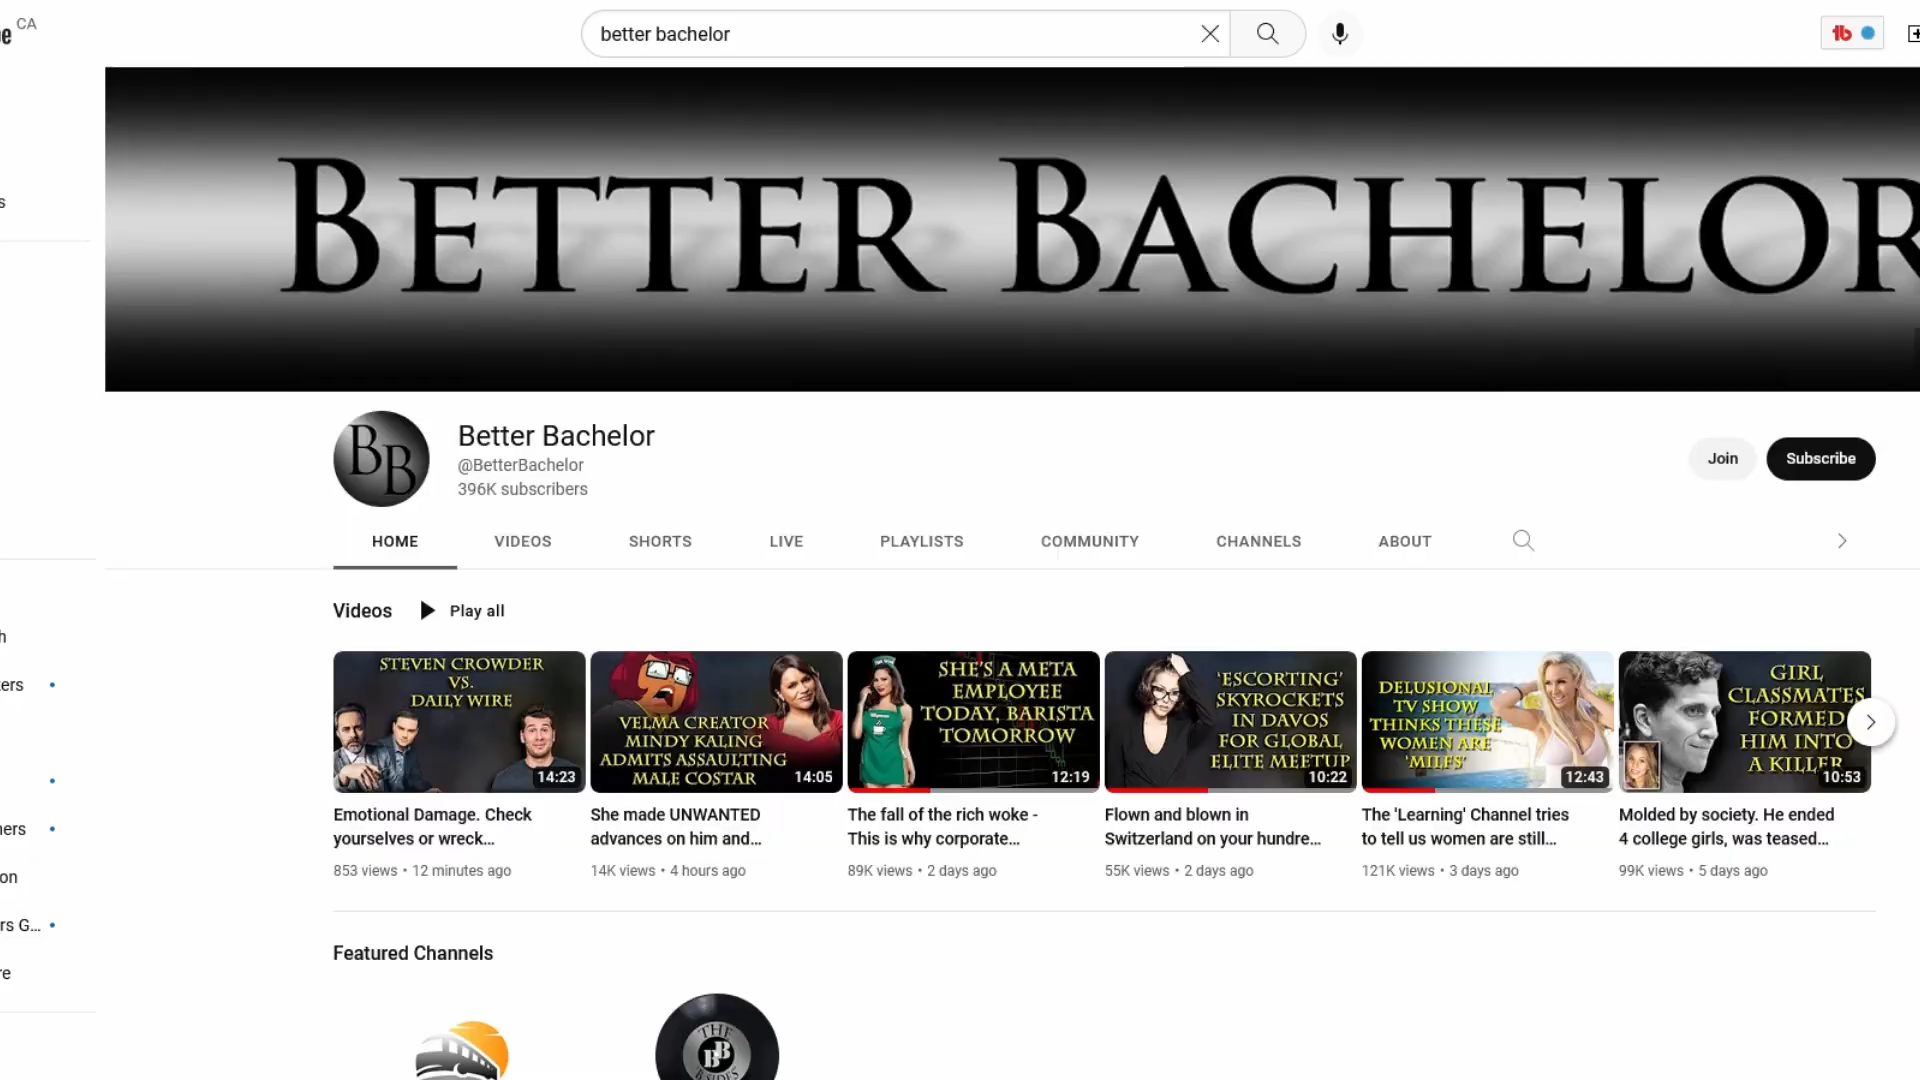 CA
better bachelor
BETTER BACHELOR
Better Bachelor
@BetterBachelor
396K subscribers
Join
Subscribe
HOME
VIDEOS
SHORTS
LIVE
PLAYLISTS
COMMUNITY
CHANNELS
ABOUT
Videos
Play all
STEVEN CROWDER
VS.
DAILY WIRE
14:23
Emotional Damage. Check
yourselves or wreck...
853 views • 12 minutes ago
VELMA CREATOR
MINDY KALING
ADMITS ASSAULTING
MALE COSTAR
14:05
She made UNWANTED
advances on him and...
14K views • 4 hours ago
SHE'S A META
EMPLOYEE
TODAY, BARISTA
TOMORROW
12:19
The fall of the rich woke -
This is why corporate...
89K views • 2 days ago
'ESCORTING'
SKYROCKETS
IN DAVOS
FOR GLOBAL
ELITE MEETUP
10:22
Flown and blown in
Switzerland on your hundre...
55K views • 2 days ago
DELUSIONAL
TV SHOW
THINKS THESE
WOMEN ARE
'MILFS'
12:43
The 'Learning' Channel tries
to tell us women are still...
121K views • 3 days ago
GIRL
CLASSMATES
FORMED
HIM INTO
A KILLER
10:53
Molded by society. He ended
4 college girls, was teased...
99K views • 5 days ago
Featured Channels
THE
BB
B-SIDES